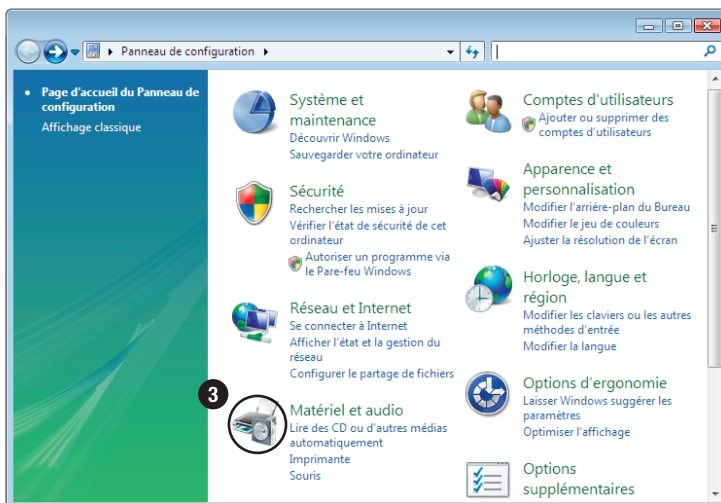 Panneau de configuration
Page d'accueil du Panneau de
configuration
Affichage classique
Système et
maintenance
Découvrir Windows
Sauvegarder votre ordinateur
Sécurité
Rechercher les mises à jour
Vérifier l'état de sécurité de cet
ordinateur
Autoriser un programme via
le Pare-feu Windows
Réseau et Internet
Se connecter à Internet
Afficher l'état et la gestion du
réseau
Configurer le partage de fichiers
3
Matériel et audio
Lire des CD ou d'autres médias
automatiquement
Imprimante
Souris
Comptes d'utilisateurs
Ajouter ou supprimer des
comptes d'utilisateurs
Apparence et
personnalisation
Modifier l'arrière-plan du Bureau
Modifier le jeu de couleurs
Ajuster la résolution de l'écran
Horloge, langue et
région
Modifier les claviers ou les autres
méthodes d'entrée
Modifier la langue
Options d'ergonomie
Laisser Windows suggérer les
paramètres
Optimiser l'affichage
Options
supplémentaires